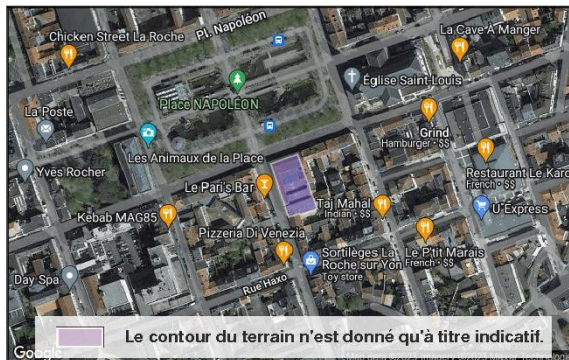 Chicken Street La Roche
Pl. Napoléon
La Cave À Manger
Église Saint-Louis
Place NAPOLÉON
La Poste
Grind
Hamburger • $$
Les Animaux de la Place
Yves Rocher
Restaurant Le Karo
French • $$
Le Pari's Bar
Taj Mahal
Indian • $$
Kebab MAG85
U Express
Pizzeria Di Venezia
Sortilèges La
Roche sur Yon
Toy store
Le P'tit Marais
French • $$
Day Spa
Rue Haxo
Le contour du terrain n'est donné qu'à titre indicatif.
Google